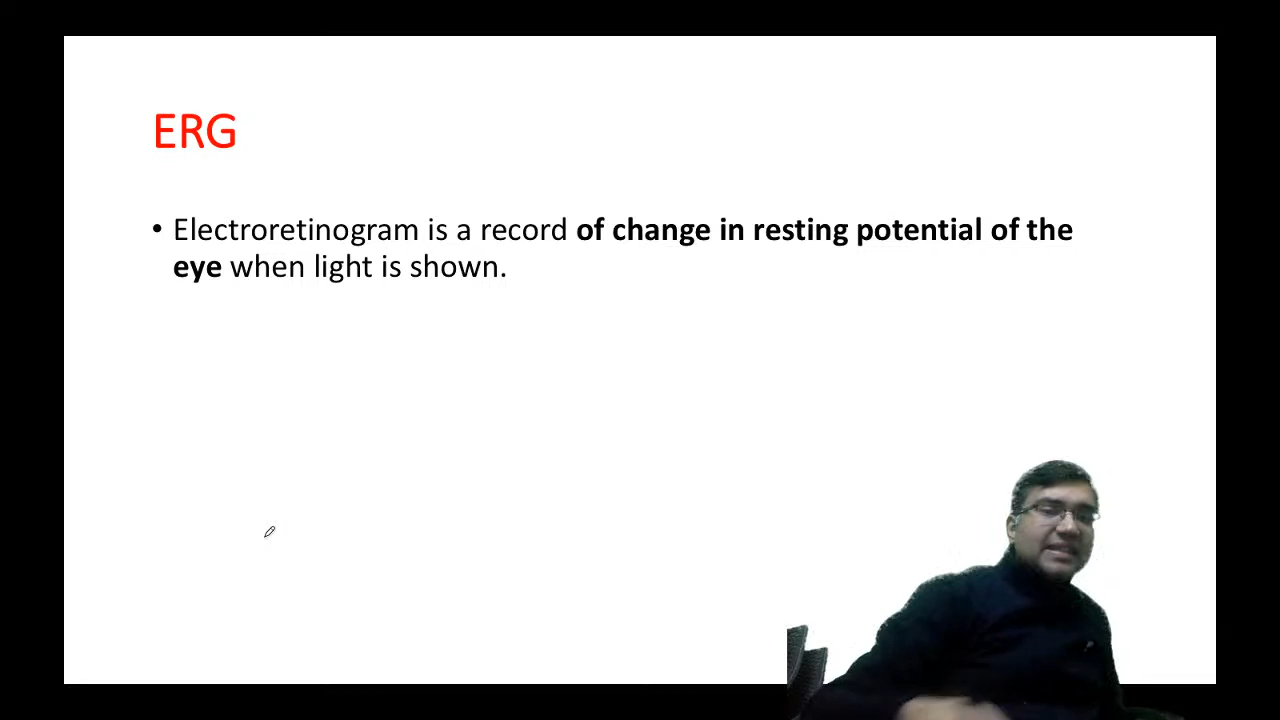 ERG
• Electroretinogram is a record of change in resting potential of the
eye when light is shown.